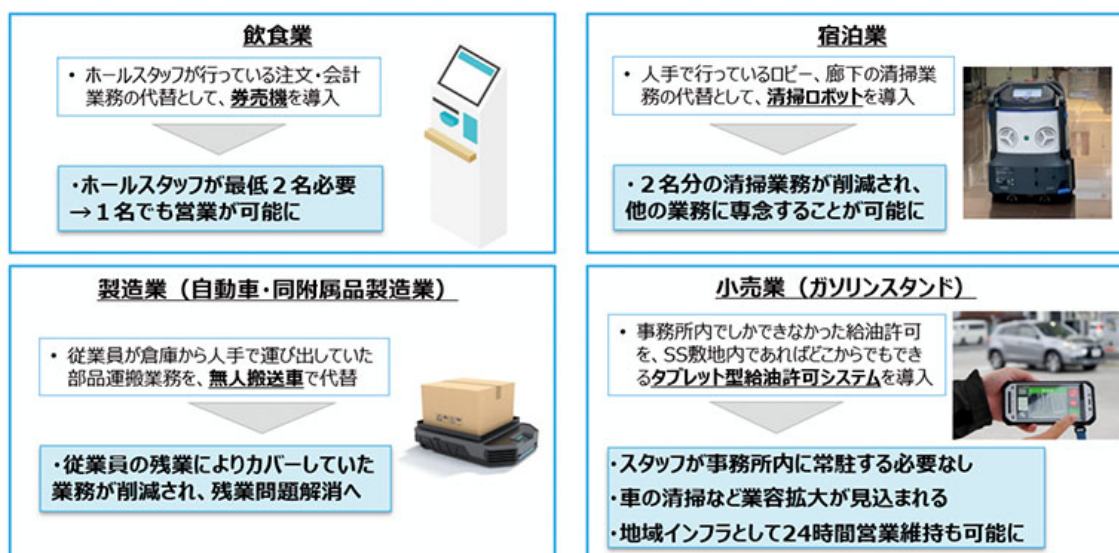 飲食業
• ホールスタッフが行っている注文・会計
業務の代替として、券売機を導入
・ホールスタッフが最低２名必要
→１名でも営業が可能に
宿泊業
• 人手で行っているロビー、廊下の清掃業
務の代替として、清掃ロボットを導入
・２名分の清掃業務が削減され、
他の業務に専念することが可能に
製造業（自動車・同附属品製造業）
• 従業員が倉庫から人手で運び出していた
部品運搬業務を、無人搬送車で代替
・従業員の残業によりカバーしていた
業務が削減され、残業問題解消へ
小売業（ガソリンスタンド）
• 事務所内でしかできなかった給油許可
を、SS敷地内であればどこからでもでき
るタブレット型給油許可システムを導入
・スタッフが事務所内に常駐する必要なし
・車の清掃など業容拡大が見込まれる
・地域インフラとして24時間営業維持も可能に